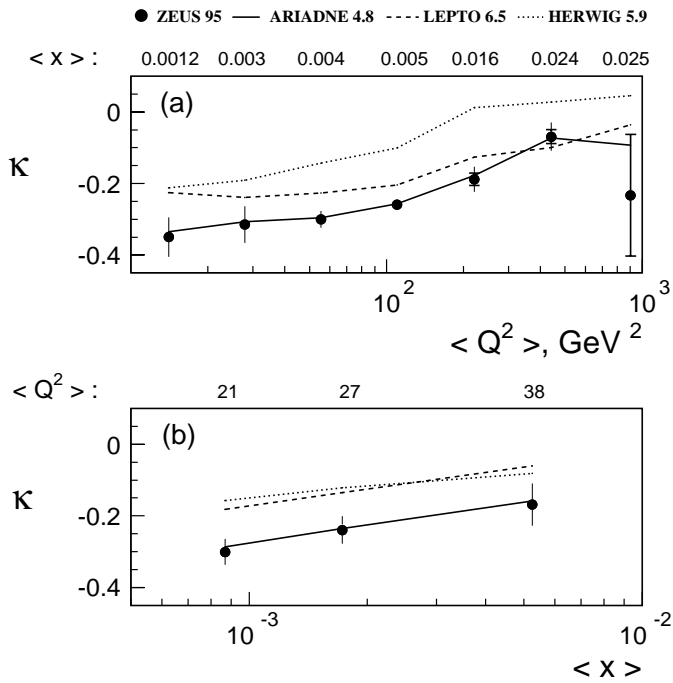 ZEUS 95 ARIADNE 4.8 LEPTO 6.5 HERWIG 5.9
< x > : 0.0012 0.003 0.004 0.005 0.016 0.024 0.025
(a)
0
κ
-0.2
-0.4
10^2 10^3
< Q^2 >, GeV^2
< Q^2 > : 21 27 38
(b)
0
κ
-0.2
-0.4
10^-3 10^-2
< x >